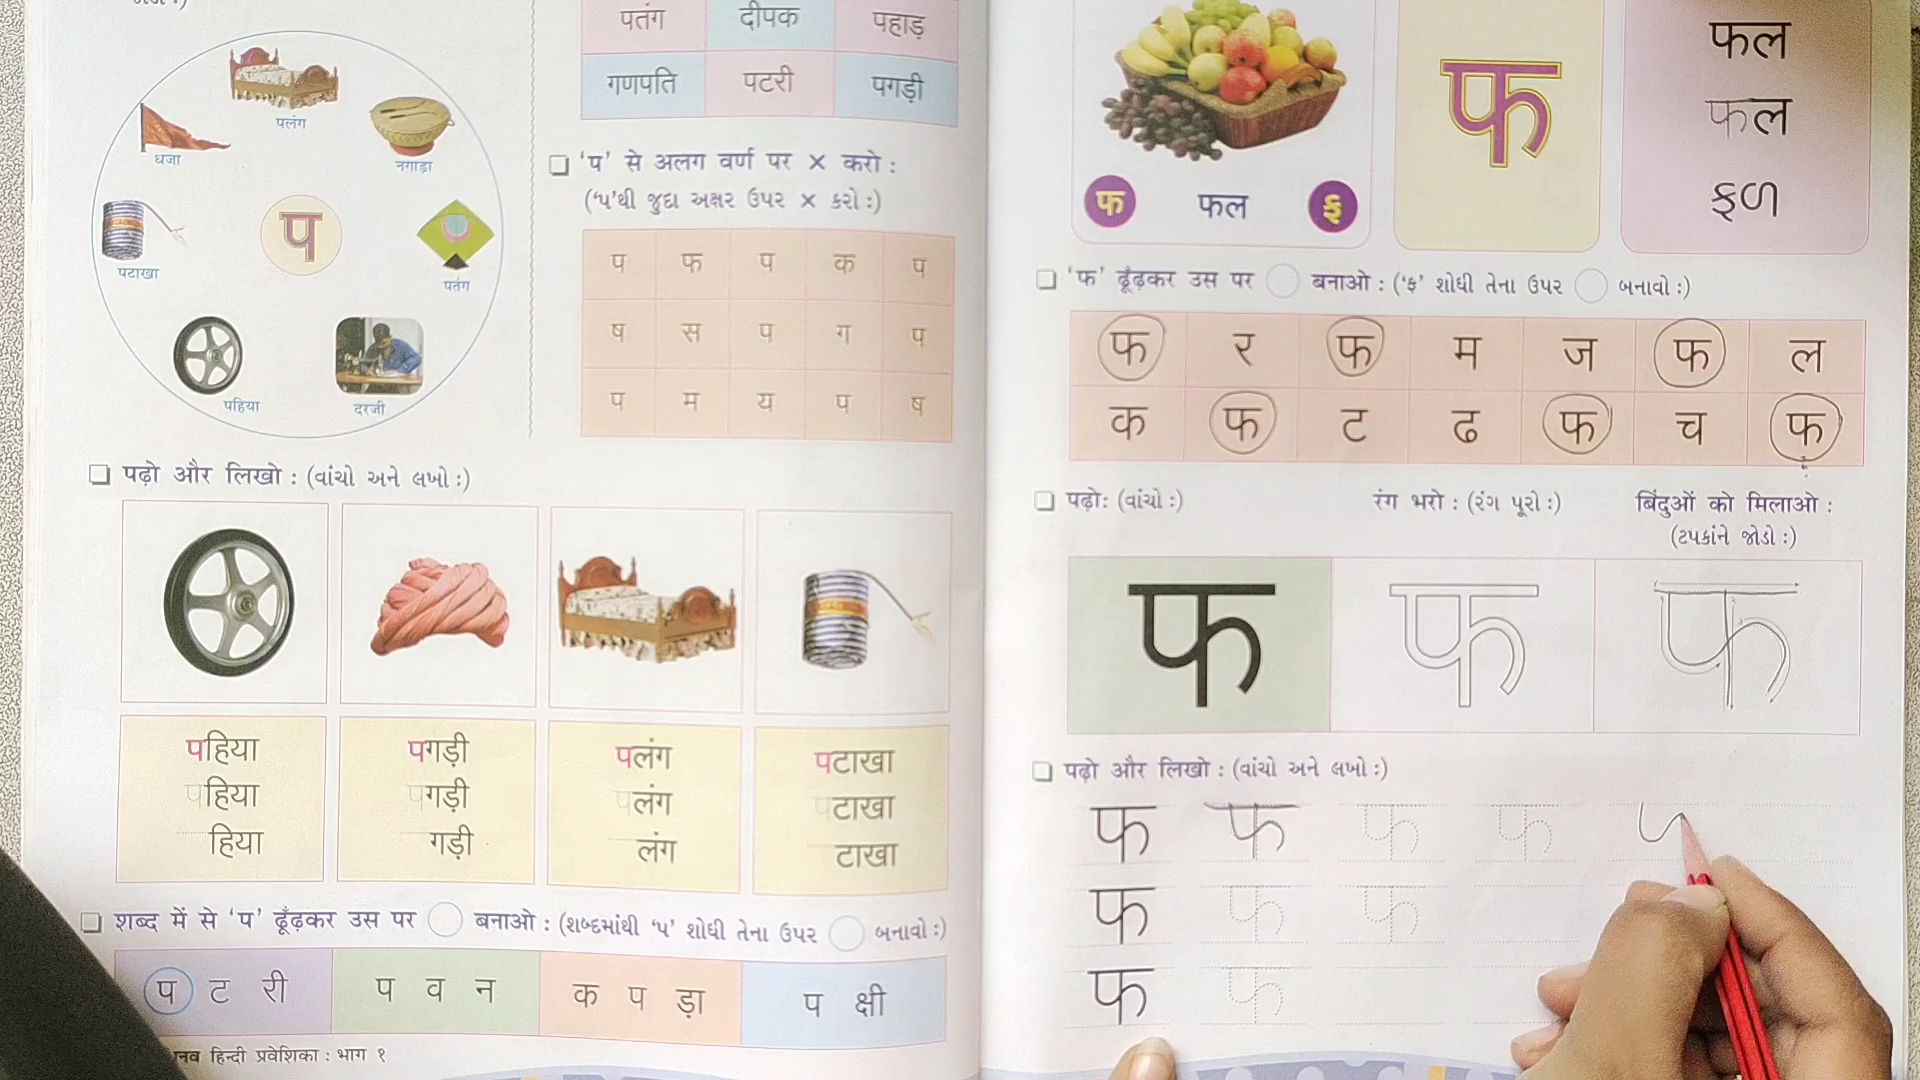 पतंग दीपक पहाड़
गणपति पटरी पगड़ी
पलंग
धजा
नगाड़ा
प
पटाखा
पतंग
पहिया
दरजी
'प' से अलग वर्ण पर × करो :
('પ'થી જુદા અક્ષર ઉપર × કરો :)
प फ प क प
ष स प ग प
प म य प ष
पढ़ो और लिखो : (વાંચો અને લખો :)
पहिया पगड़ी पलंग पटाखा
पहिया पगड़ी पलंग पटाखा
हिया गड़ी लंग टाखा
शब्द में से 'प' ढूँढ़कर उस पर बनाओ : (શબ્દમાંથી 'પ' શોધી તેના ઉપર બનાવો :)
प ट री प व न क प ड़ा प क्षी
हिन्दी प्रवेशिका : भाग १
फ फल ફ
फ
फल
फल
ફળ
'फ' ढूँढ़कर उस पर बनाओ : ('ફ' શોધી તેના ઉપર બનાવો :)
फ र फ म ज फ ल
क फ ट ढ फ च फ
पढ़ो: (વાંચો :) रंग भरो : (રંગ પૂરો :) बिंदुओं को मिलाओ :
(ટપકાંને જોડો :)
फ फ फ
पढ़ो और लिखो : (વાંચો અને લખો :)
फ फ फ फ
फ फ फ
फ फ